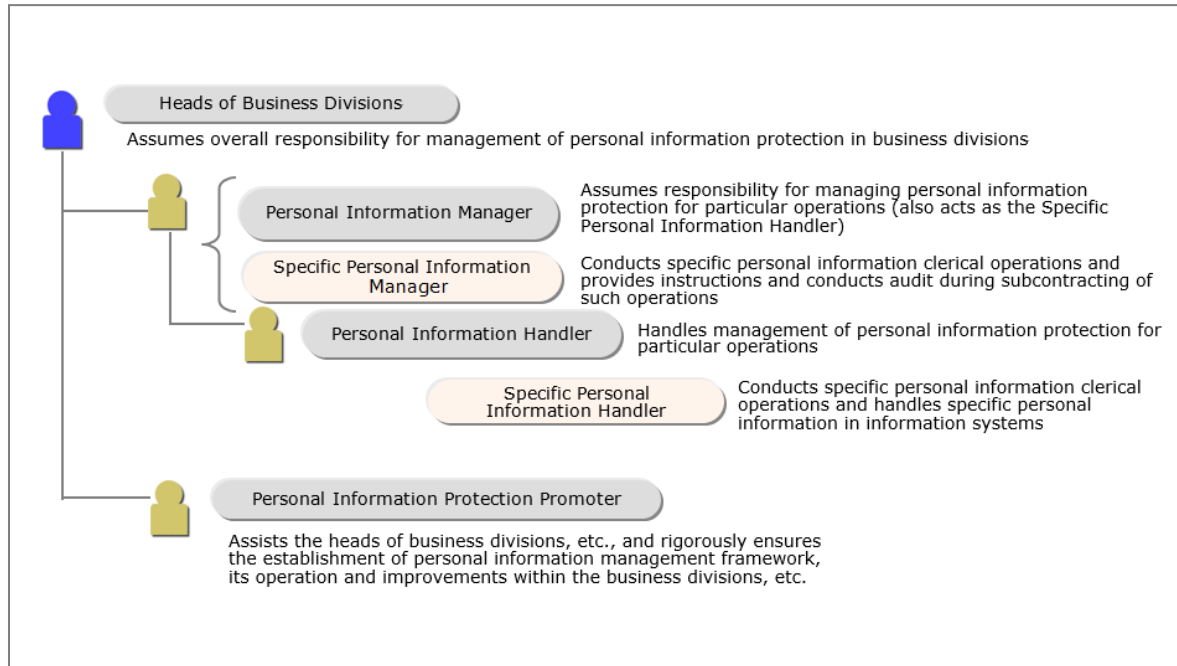 Heads of Business Divisions
Assumes overall responsibility for management of personal information protection in business divisions
Personal Information Manager
Assumes responsibility for managing personal information
protection for particular operations (also acts as the Specific
Personal Information Handler)
Specific Personal Information
Manager
Conducts specific personal information clerical operations and
provides instructions and conducts audit during subcontracting of
such operations
Personal Information Handler
Handles management of personal information protection for
particular operations
Specific Personal
Information Handler
Conducts specific personal information clerical
operations and handles specific personal
information in information systems
Personal Information Protection Promoter
Assists the heads of business divisions, etc., and rigorously ensures
the establishment of personal information management framework,
its operation and improvements within the business divisions, etc.